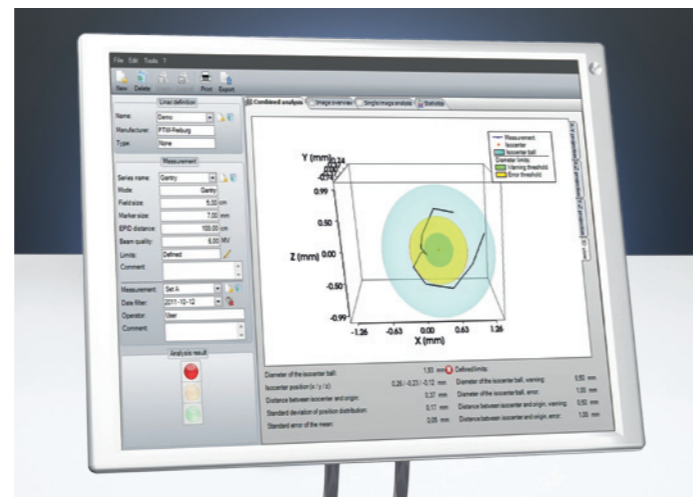 File Edit Tools ?
New Delete Print Export
Linac definition
Name: Demo
Manufacturer: PTW-Freiburg
Type: None
Measurement
Series name: Gantry
Mode: Gantry
Field size: 5,00 cm
Marker size: 7,00 mm
EPID distance: 100,00 cm
Beam quality: 6,00 MV
Limits: Defined
Comment:
Measurement: Set A
Date filter: 2011-10-12
Operator: User
Comment:
Analysis result
Combined analysis Image overview Single image analysis Statistics
Measurement
Isocenter
Isocenter ball
Diameter limits:
Warning threshold
Error threshold
Y (mm)
0.99
0.50
Z (mm) 0.00
-0.50
-0.99
-1.26 -0.63 0.00 0.63 1.26
X (mm)
Diameter of the isocenter ball: 1,93 mm Defined limits:
Isocenter position (x / y / z): 0,26 / -0,23 / -0,12 mm Diameter of the isocenter ball, warning: 0,50 mm
Distance between isocenter and origin: 0,37 mm Diameter of the isocenter ball, error: 1,00 mm
Standard deviation of position distribution: 0,17 mm Distance between isocenter and origin, warning: 0,50 mm
Standard error of the mean: 0,06 mm Distance between isocenter and origin, error: 1,00 mm